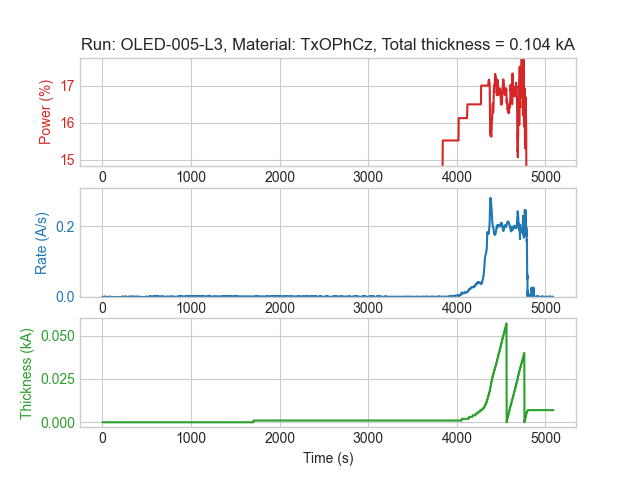 Run: OLED-005-L3, Material: TxOPhCz, Total thickness = 0.104 kA
17
16
15
Power (%)
0 1000 2000 3000 4000 5000
0.2
0.0
Rate (A/s)
0 1000 2000 3000 4000 5000
0.050
0.025
0.000
Thickness (kA)
0 1000 2000 3000 4000 5000
Time (s)